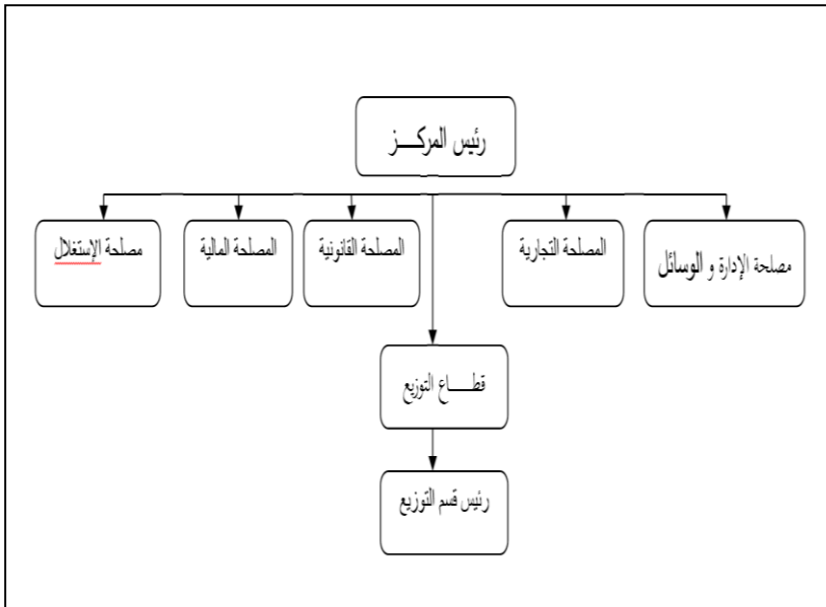 رئيس المركـــز
مصلحة الإدارة و الوسائل
المصلحة التجارية
المصلحة القانونية
المصلحة المالية
مصلحة الإستغلال
قطـــاع التوزيع
رئيس قسم التوزيع